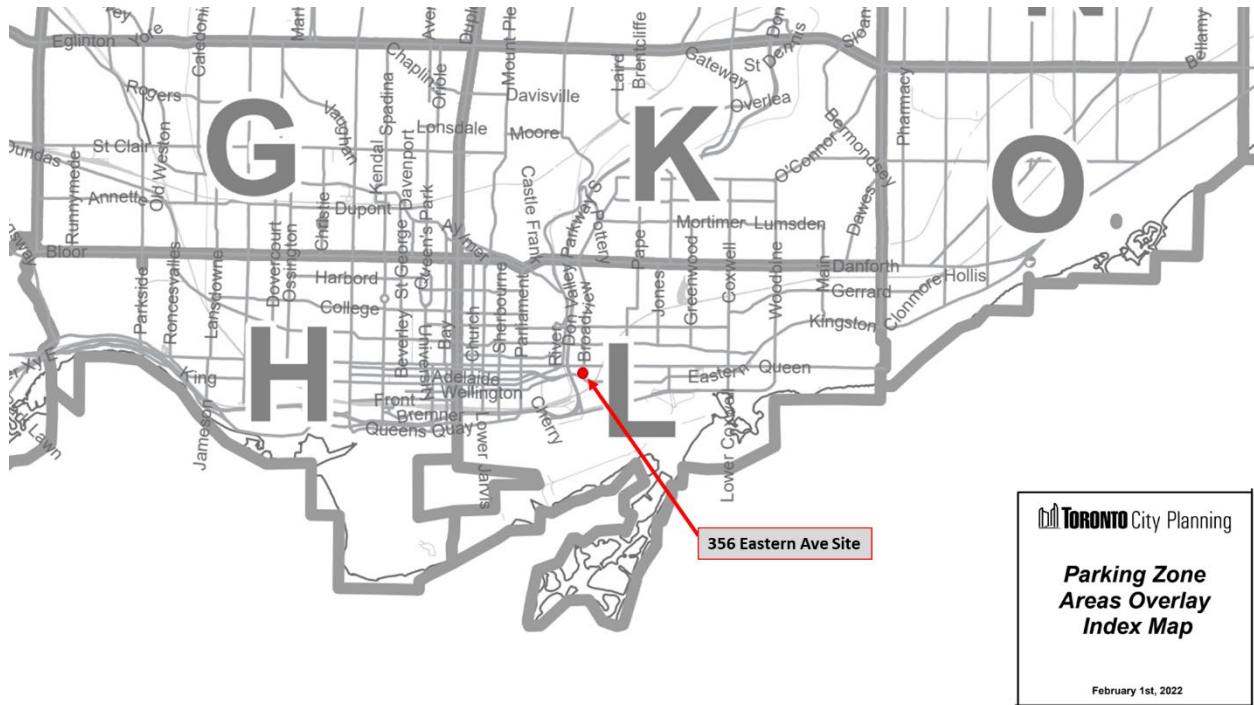 Eglinton
York
Caledonia
Rogers
Old Weston
St Clair
Dundas
Runnymede
Annette
Vaughan
G
Spadina
Kendal
Davenport
Oriole
Chaplin
Lonsdale
Christie
Dupont
St George
Queen's Park
Aylmer
Mount Ple
Davisville
Moore
Castle Frank
Laird
Brentcliffe
Gateway
St Dennis
Overlea
K
Sloan
Bermondsey
O'Connor
Pharmacy
Dawes
O
Bellamy
Don Valley Parkway S
Pottery
Pape
Mortimer
Lumsden
Greenwood
Coxwell
Woodbine
Main
Danforth
Gerrard
Hollis
Clonmore
Kingston
Bloor
Parkside
Roncesvalles
Lansdowne
Dovercourt
Ossington
Harbord
College
Beverley
University
Bay
Church
Sherbourne
Parliament
River
Broadview
Jones
H
L
King
Adelaide
Wellington
Front
Bremner
Queens Quay
Jameson
Lower Jarvis
Cherry
Eastern
Queen
Lower Coxwell
Lawn
356 Eastern Ave Site
TORONTO City Planning
Parking Zone
Areas Overlay
Index Map
February 1st, 2022